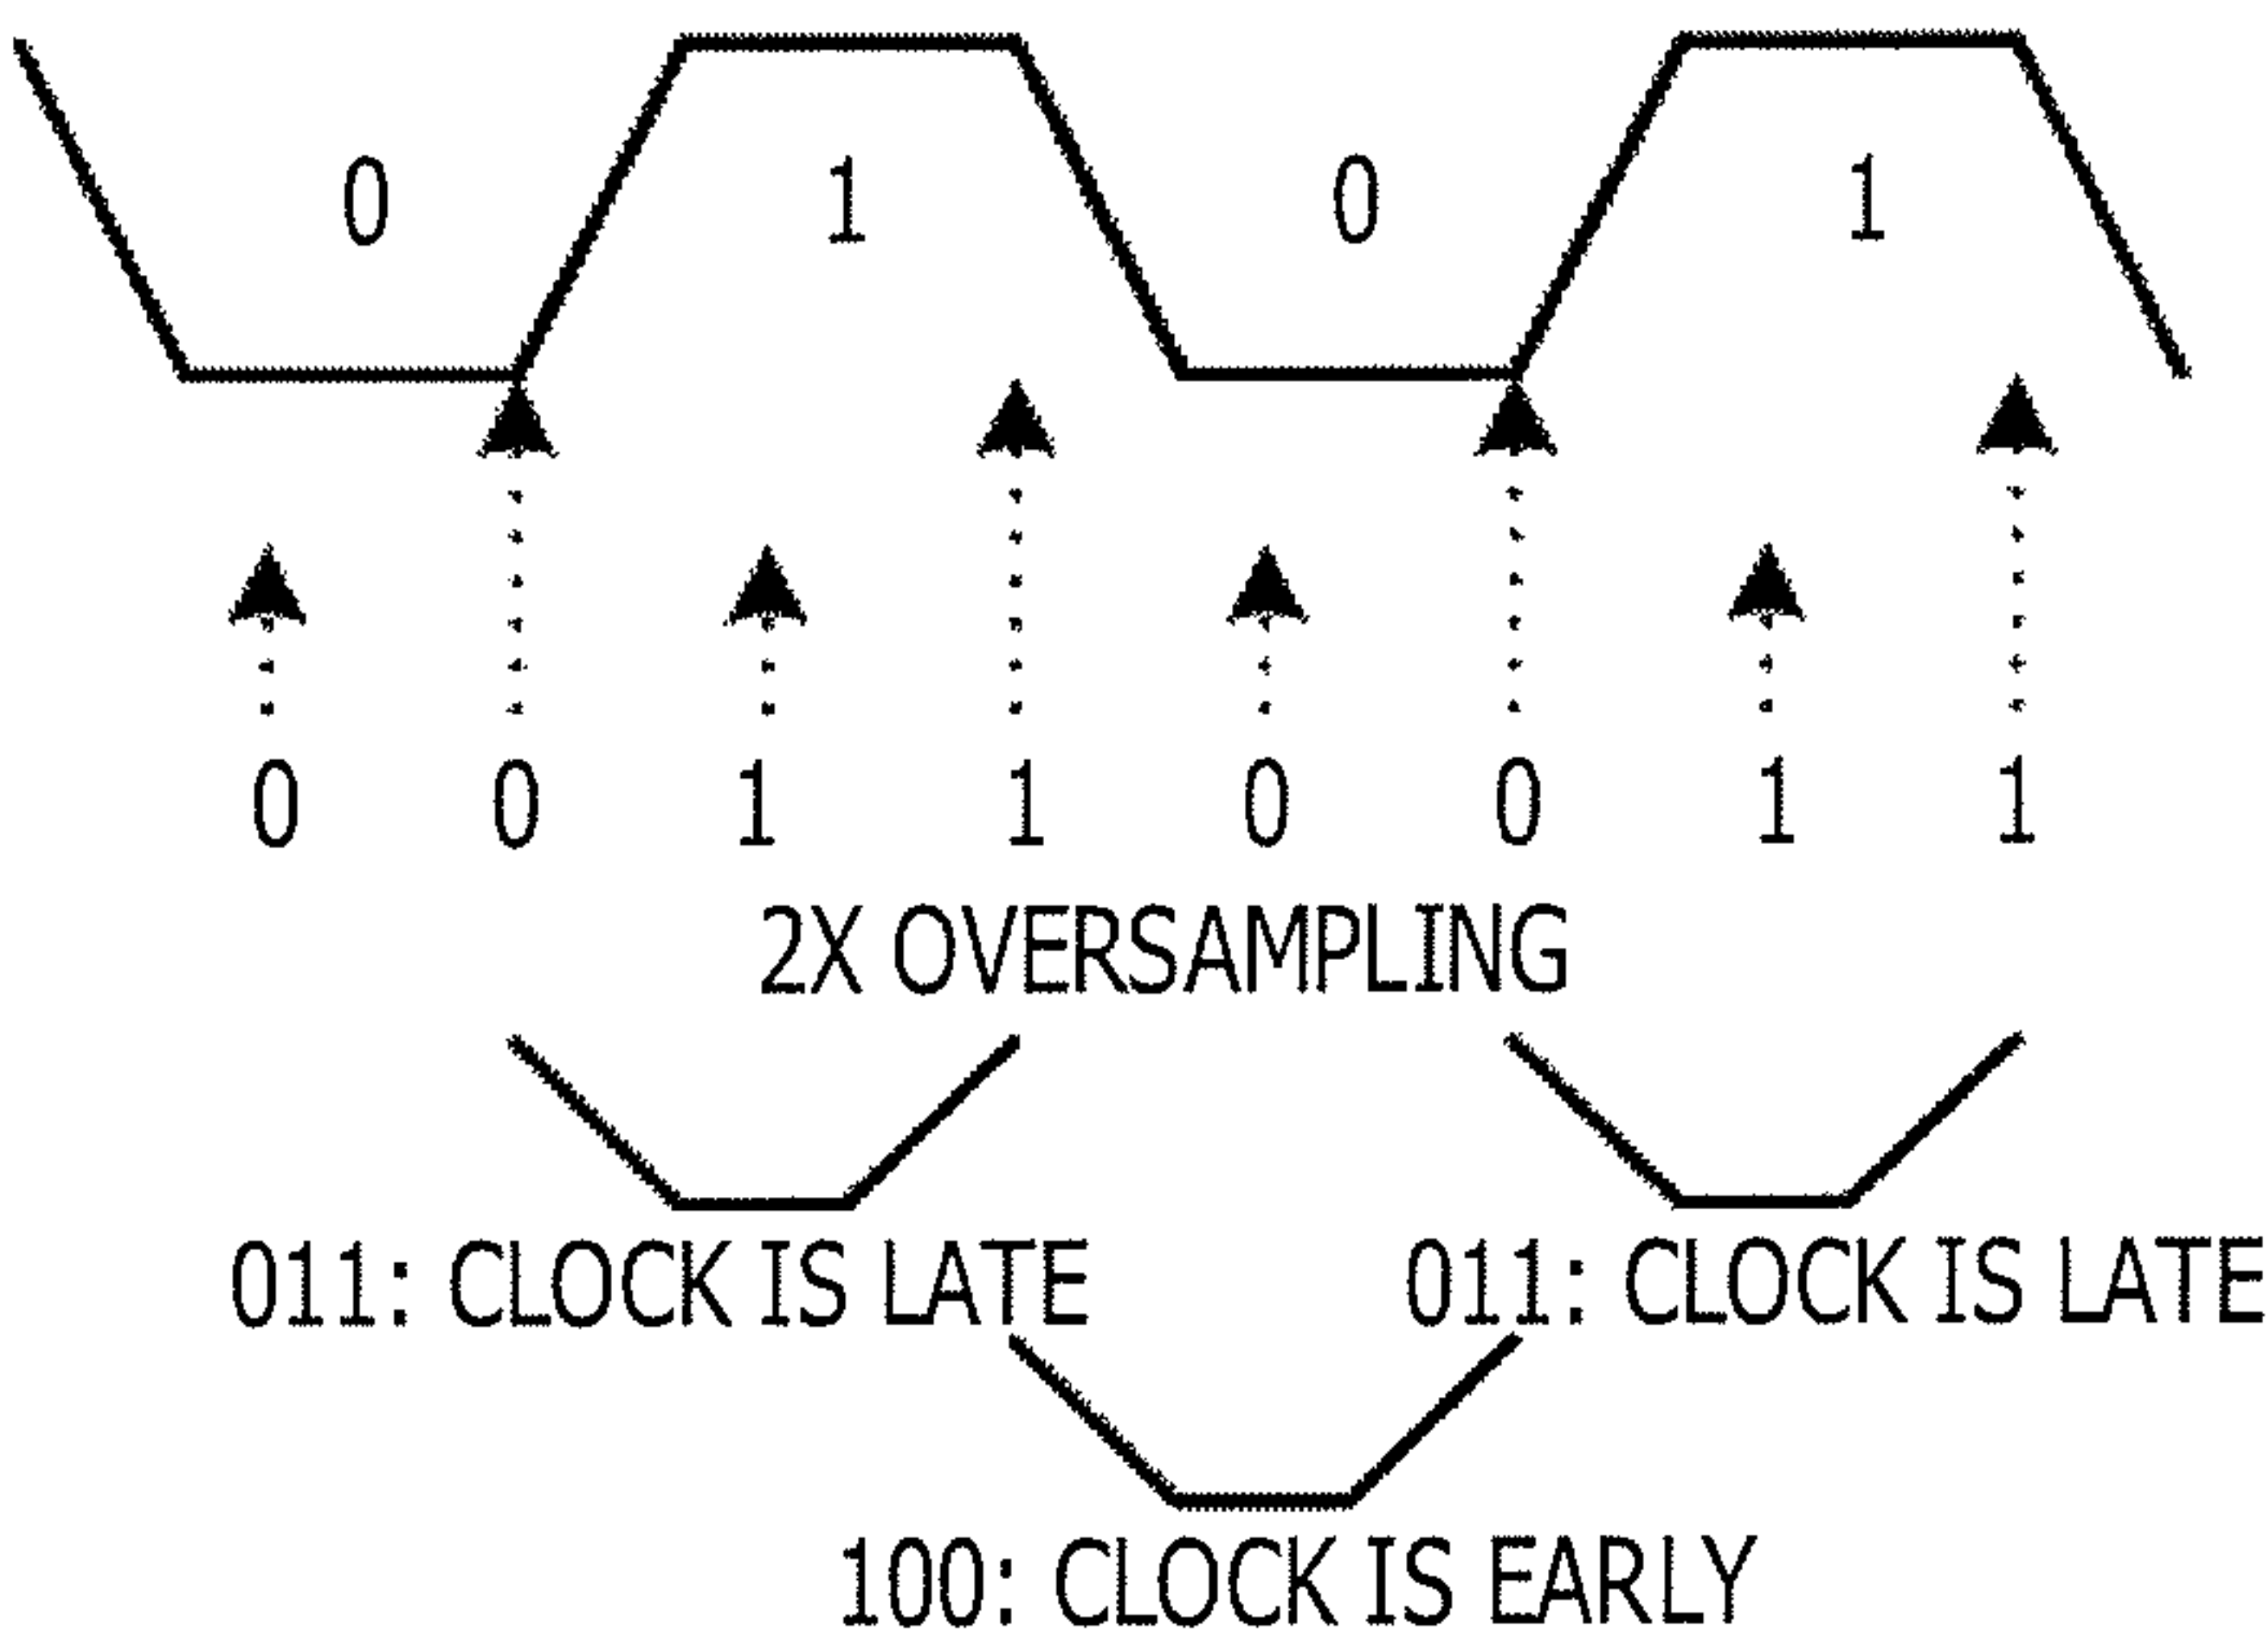 0 1 0 1
0 0 1 1 0 0 1 1
2X OVERSAMPLING
011: CLOCK IS LATE
011: CLOCK IS LATE
100: CLOCK IS EARLY